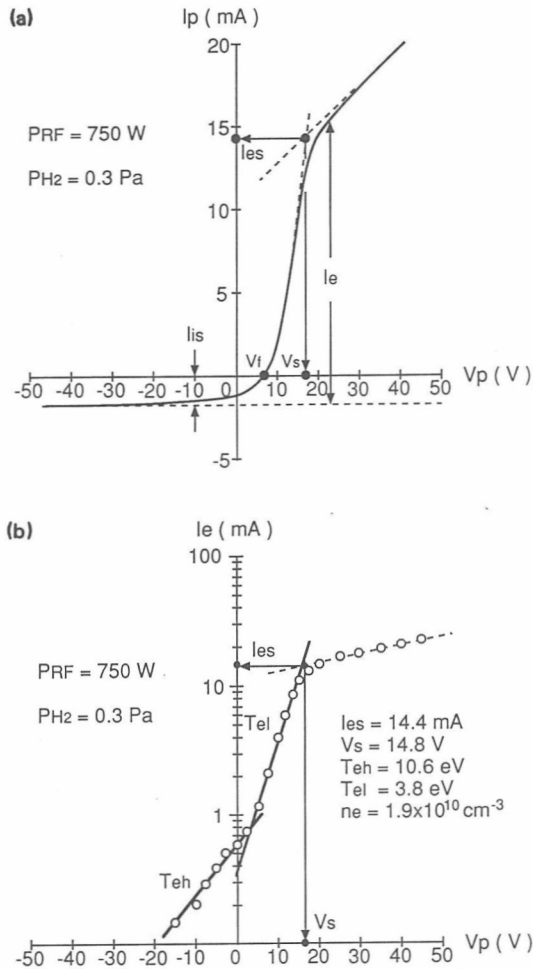 (a)
Ip ( mA )
20
PRF = 750 W
15
Ies
PH2 = 0.3 Pa
10
Ie
5
Iis
Vf Vs
-50 -40 -30 -20 -10 0 10 20 30 40 50 Vp ( V )
-5
(b)
Ie ( mA )
100
Ies
PRF = 750 W
10
PH2 = 0.3 Pa
Tel
Ies = 14.4 mA
Vs = 14.8 V
Teh = 10.6 eV
Tel = 3.8 eV
ne = 1.9x10¹⁰ cm⁻³
1
Teh
Vs
-50 -40 -30 -20 -10 0 10 20 30 40 50 Vp ( V )